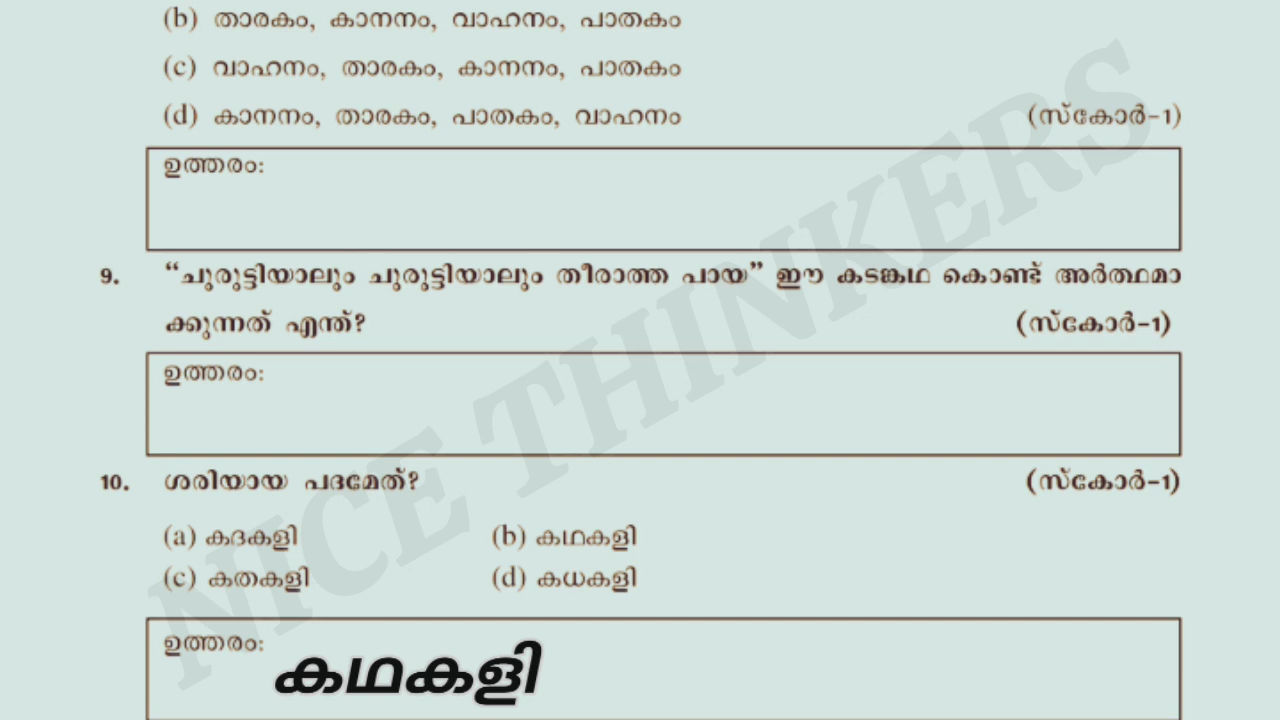 (b) താരകം, കാനനം, വാഹനം, പാതകം
(c) വാഹനം, താരകം, കാനനം, പാതകം
(d) കാനനം, താരകം, പാതകം, വാഹനം (സ്കോർ-1)
ഉത്തരം:
9. “ചുരുട്ടിയാലും ചുരുട്ടിയാലും തീരാത്ത പായ” ഈ കടങ്കഥ കൊണ്ട് അർത്ഥമാ
ക്കുന്നത് എന്ത്? (സ്കോർ-1)
ഉത്തരം:
10. ശരിയായ പദമേത്? (സ്കോർ-1)
(a) കദകളി (b) കഥകളി
(c) കതകളി (d) കധകളി
ഉത്തരം: കഥകളി
NICE THINKERS